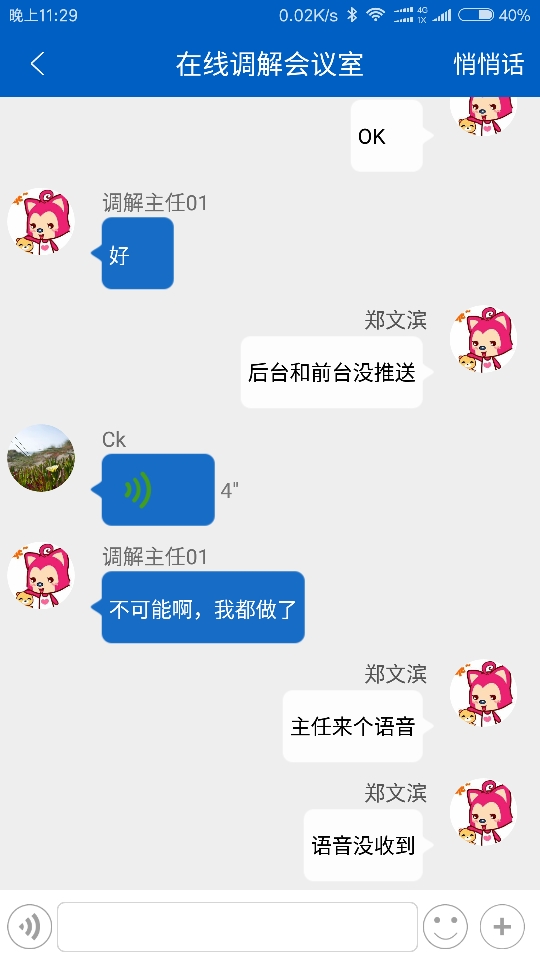 晚上11:29 0.02K/s 4G 1X 40%
在线调解会议室 悄悄话
OK
调解主任01
好
郑文滨
后台和前台没推送
Ck
4"
调解主任01
不可能啊，我都做了
郑文滨
主任来个语音
郑文滨
语音没收到